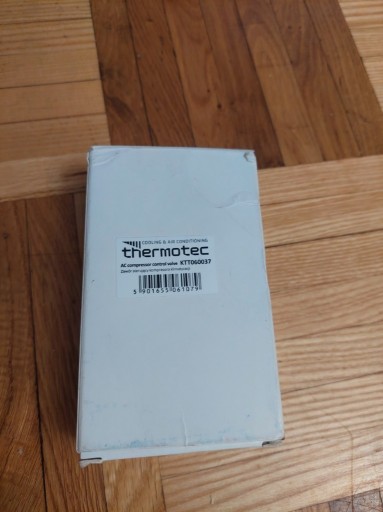 COOLING & AIR CONDITIONING
thermotec
AC compressor control valve KTT060037
5 901655 061079